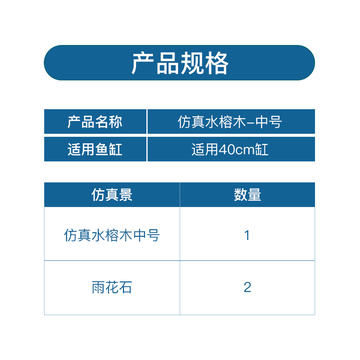 产品规格
产品名称 仿真水榕木-中号
适用鱼缸 适用40cm缸
仿真景 数量
仿真水榕木中号 1
雨花石 2